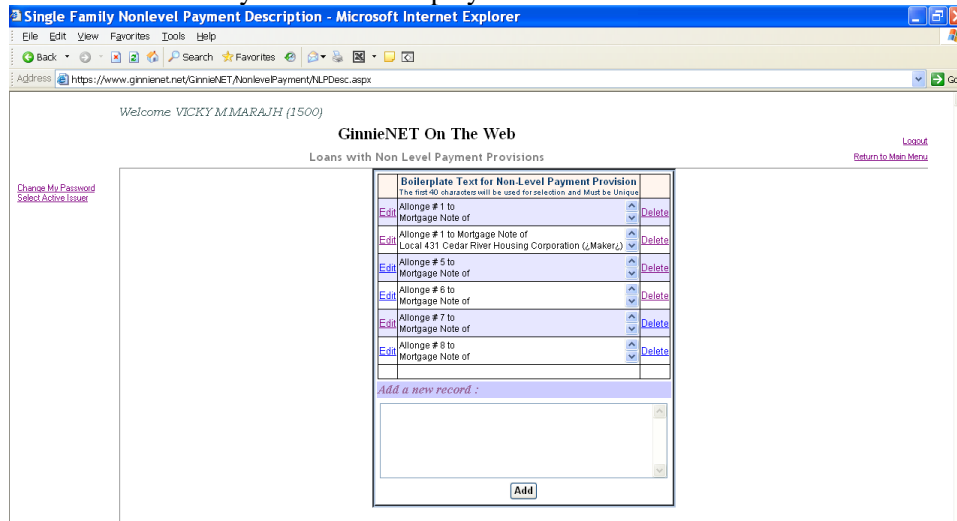 Single Family Nonlevel Payment Description - Microsoft Internet Explorer
File Edit View Favorites Tools Help
Back Search Favorites
Address https://www.ginnienet.net/GinnieNET/NonlevelPayment/NLPDesc.aspx Go
Welcome VICKY M.MARAJH (1500)
GinnieNET On The Web
Logout
Loans with Non Level Payment Provisions
Return to Main Menu
Change My Password
Select Active Issuer
Boilerplate Text for Non-Level Payment Provision
The first 40 characters will be used for selection and Must be Unique
Edit Allonge # 1 to Delete
Mortgage Note of
Edit Allonge # 1 to Mortgage Note of Delete
Local 431 Cedar River Housing Corporation (¿Maker¿)
Edit Allonge # 5 to Delete
Mortgage Note of
Edit Allonge # 6 to Delete
Mortgage Note of
Edit Allonge # 7 to Delete
Mortgage Note of
Edit Allonge # 8 to Delete
Mortgage Note of
Add a new record :
Add